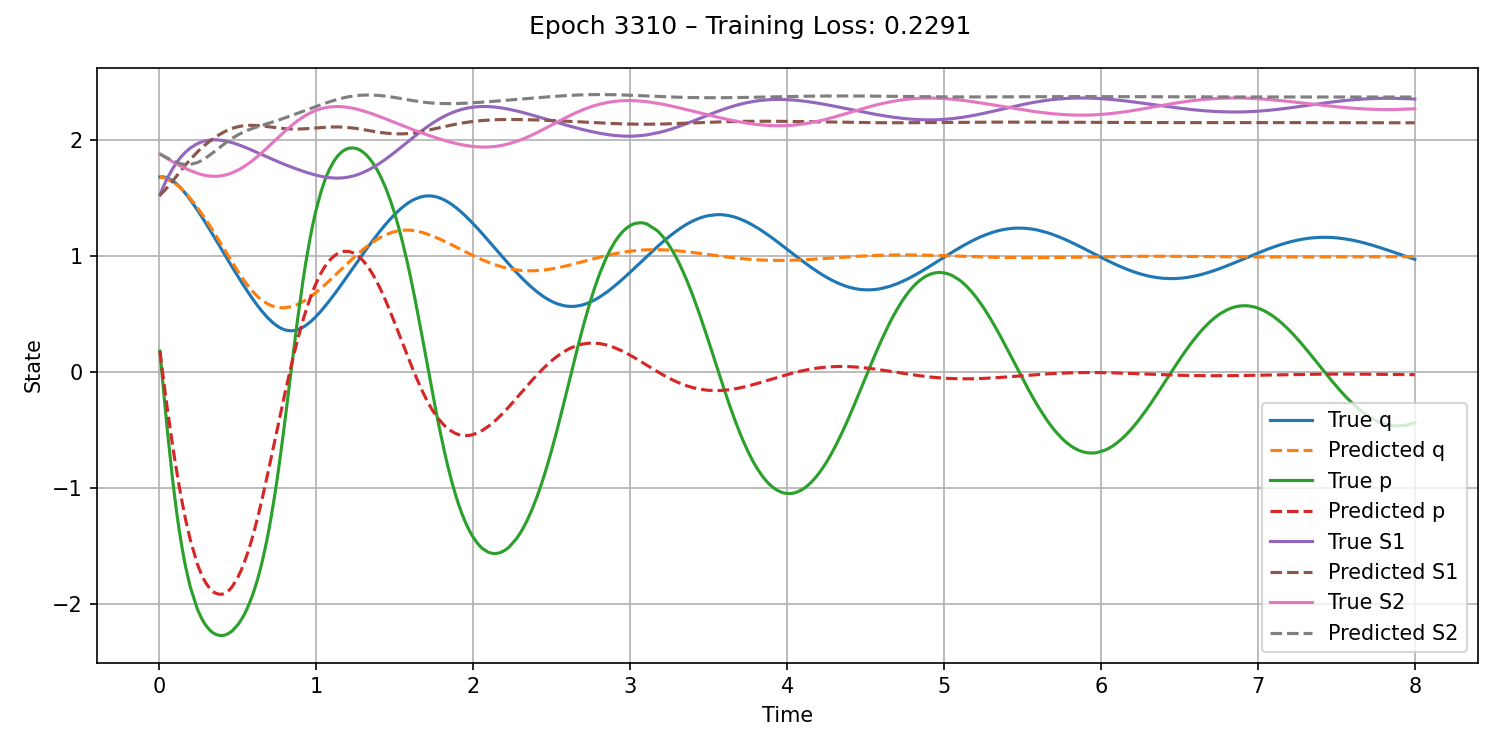 Epoch 3310 – Training Loss: 0.2291
State
2
1
0
−1
−2
0 1 2 3 4 5 6 7 8
Time
True q
Predicted q
True p
Predicted p
True S1
Predicted S1
True S2
Predicted S2